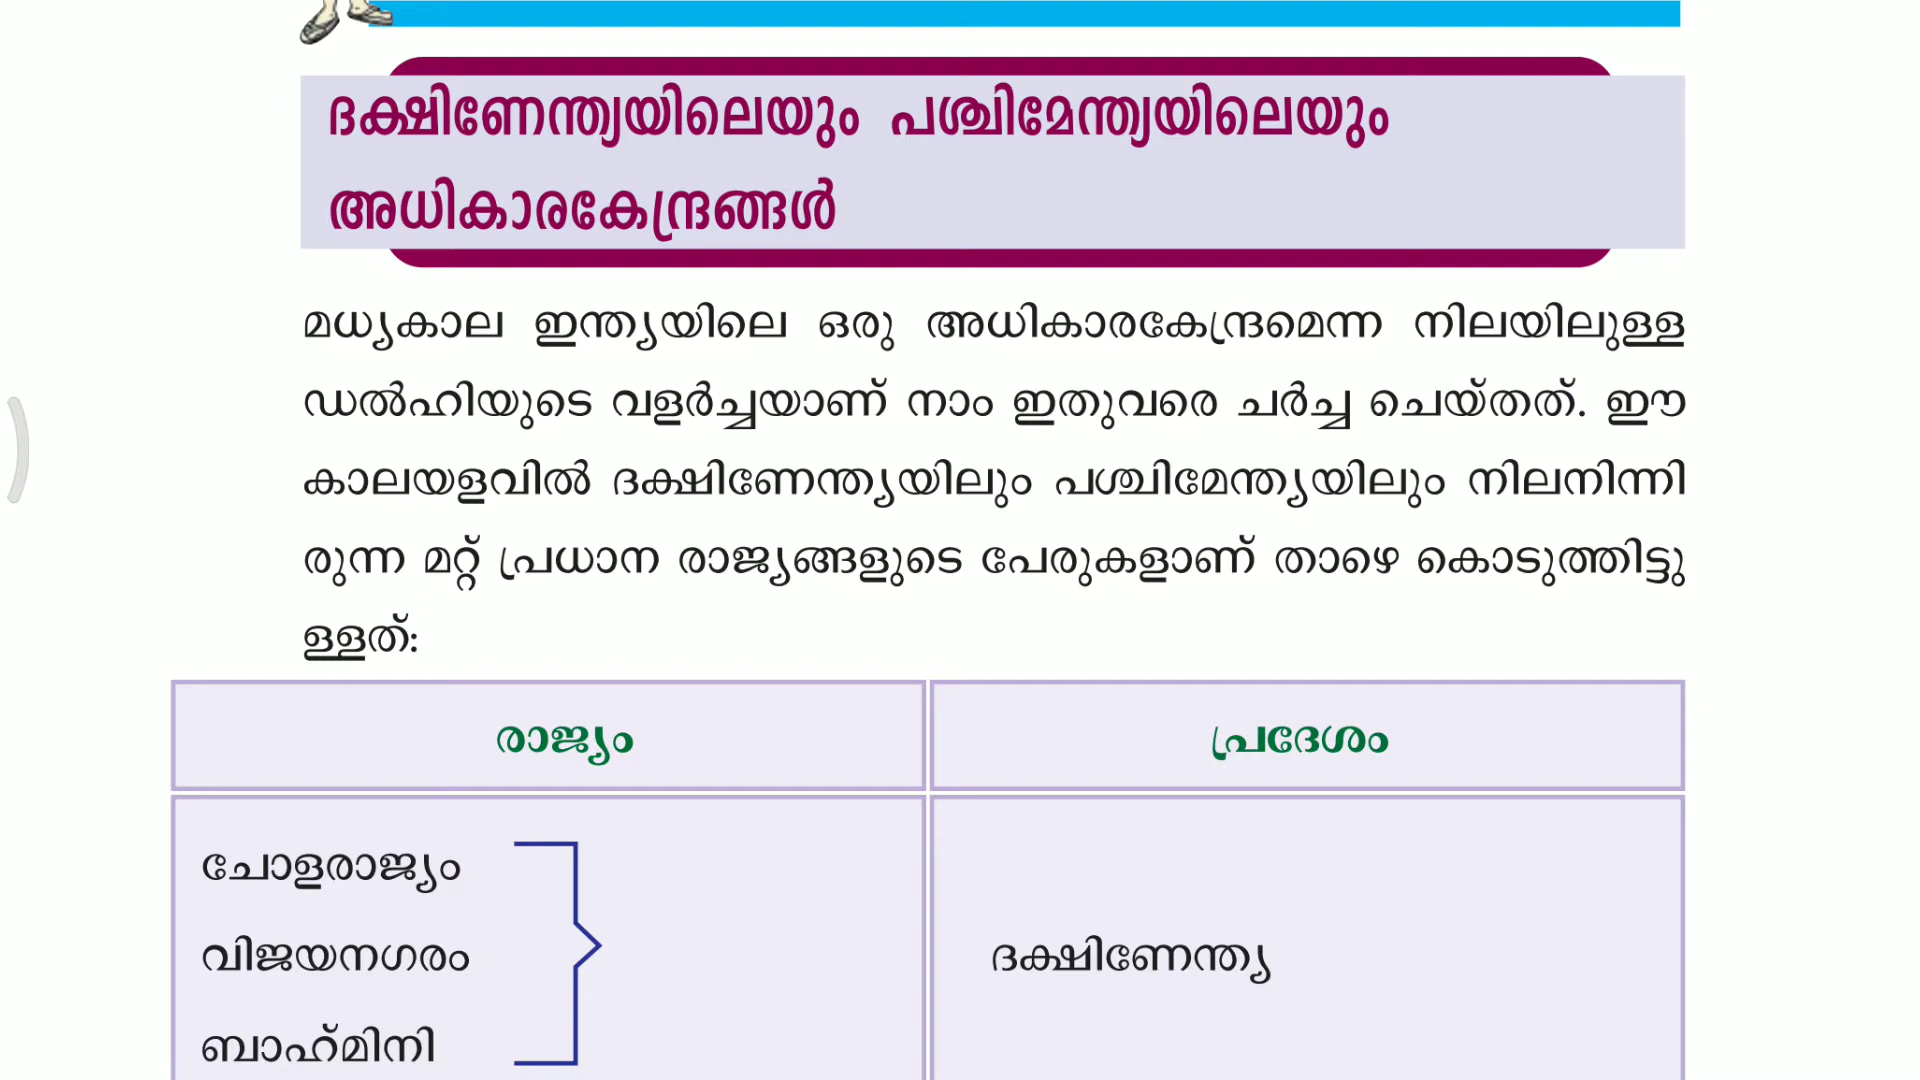 ദക്ഷിണേന്ത്യയിലെയും പശ്ചിമേന്ത്യയിലെയും
അധികാരകേന്ദ്രങ്ങൾ
മധ്യകാല ഇന്ത്യയിലെ ഒരു അധികാരകേന്ദ്രമെന്ന നിലയിലുള്ള
ഡൽഹിയുടെ വളർച്ചയാണ് നാം ഇതുവരെ ചർച്ച ചെയ്തത്. ഈ
കാലയളവിൽ ദക്ഷിണേന്ത്യയിലും പശ്ചിമേന്ത്യയിലും നിലനിന്നി
രുന്ന മറ്റ് പ്രധാന രാജ്യങ്ങളുടെ പേരുകളാണ് താഴെ കൊടുത്തിട്ടു
ള്ളത്:
രാജ്യം
പ്രദേശം
ചോളരാജ്യം
വിജയനഗരം
ബാഹ്മിനി
ദക്ഷിണേന്ത്യ